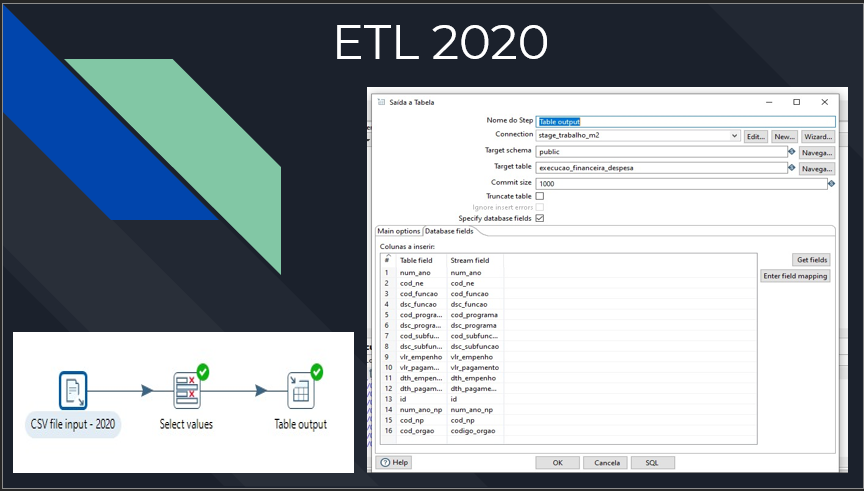 ETL 2020
Saída a Tabela
Nome do Step Table output
Connection stage_trabalho_m2 Edit... New... Wizard...
Target schema public Navega...
Target table execucao_financeira_despesa Navega...
Commit size 1000
Truncate table
Ignore insert errors
Specify database fields
Main options Database fields
Colunas a inserir:
# Table field Stream field Get fields
1 num_ano num_ano Enter field mapping
2 cod_ne cod_ne
3 cod_funcao cod_funcao
4 dsc_funcao dsc_funcao
5 cod_progra... cod_programa
6 dsc_progra... dsc_programa
7 cod_subfu... cod_subfunc...
8 dsc_subfun... dsc_subfuncao
9 vlr_empenho vlr_empenho
10 vlr_pagam... vlr_pagamento
11 dth_empen... dth_empenho
12 dth_pagam... dth_pagame...
13 id id
14 num_ano_np num_ano_np
15 cod_np cod_np
16 cod_orgao codigo_orgao
Help OK Cancela SQL
CSV file input - 2020 Select values Table output